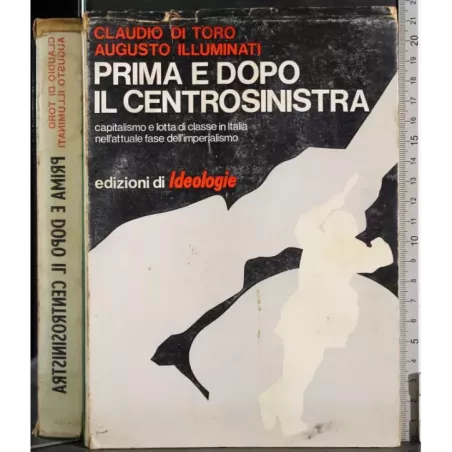 CLAUDIO DI TORO
AUGUSTO ILLUMINATI
PRIMA E DOPO IL CENTROSINISTRA
CLAUDIO DI TORO
AUGUSTO ILLUMINATI
PRIMA E DOPO
IL CENTROSINISTRA
capitalismo e lotta di classe in Italia
nell'attuale fase dell'imperialismo
edizioni di Ideologie